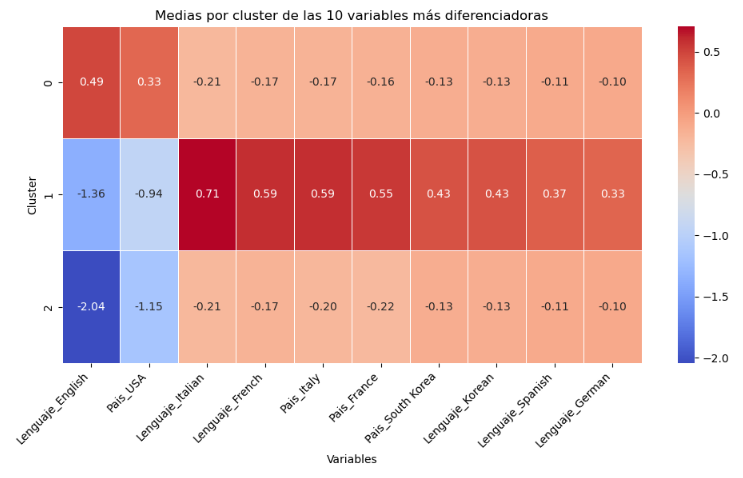 Medias por cluster de las 10 variables más diferenciadoras
0 0.49 0.33 -0.21 -0.17 -0.17 -0.16 -0.13 -0.13 -0.11 -0.10
1 -1.36 -0.94 0.71 0.59 0.59 0.55 0.43 0.43 0.37 0.33
2 -2.04 -1.15 -0.21 -0.17 -0.20 -0.22 -0.13 -0.13 -0.11 -0.10
Cluster
Lenguaje_English
Pais_USA
Lenguaje_Italian
Lenguaje_French
Pais_Italy
Pais_France
Pais_South Korea
Lenguaje_Korean
Lenguaje_Spanish
Lenguaje_German
Variables
0.5
0.0
−0.5
−1.0
−1.5
−2.0